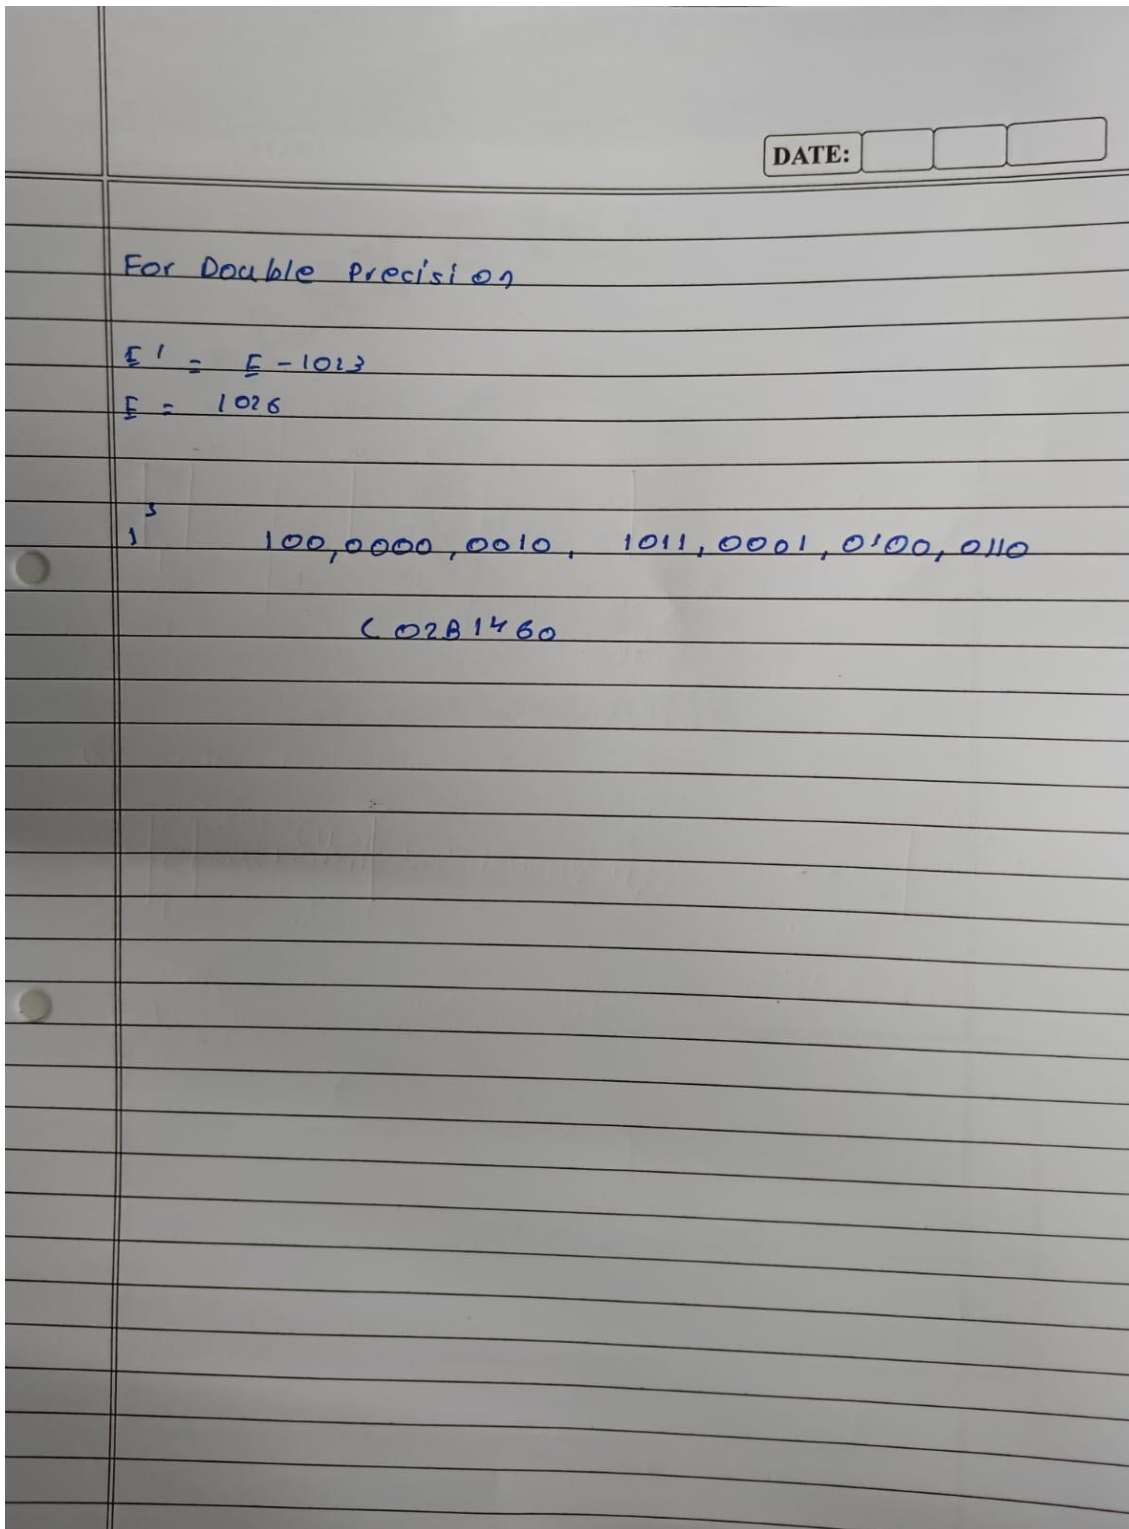 DATE:
For Double Precision
E' = E - 1023
E = 1026
s
1 100,0000,0010, 1011,0001,0100,0110
C02B1460